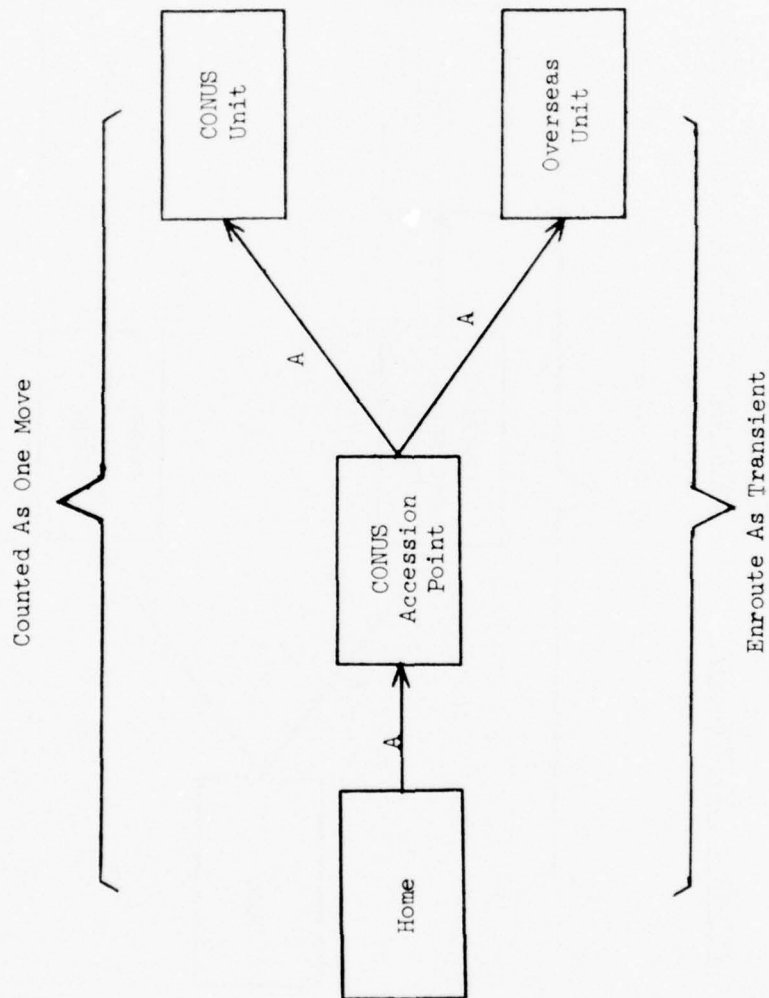 Counted As One Move
CONUS
Unit
A
Home
A
CONUS
Accession
Point
A
Overseas
Unit
Enroute As Transient